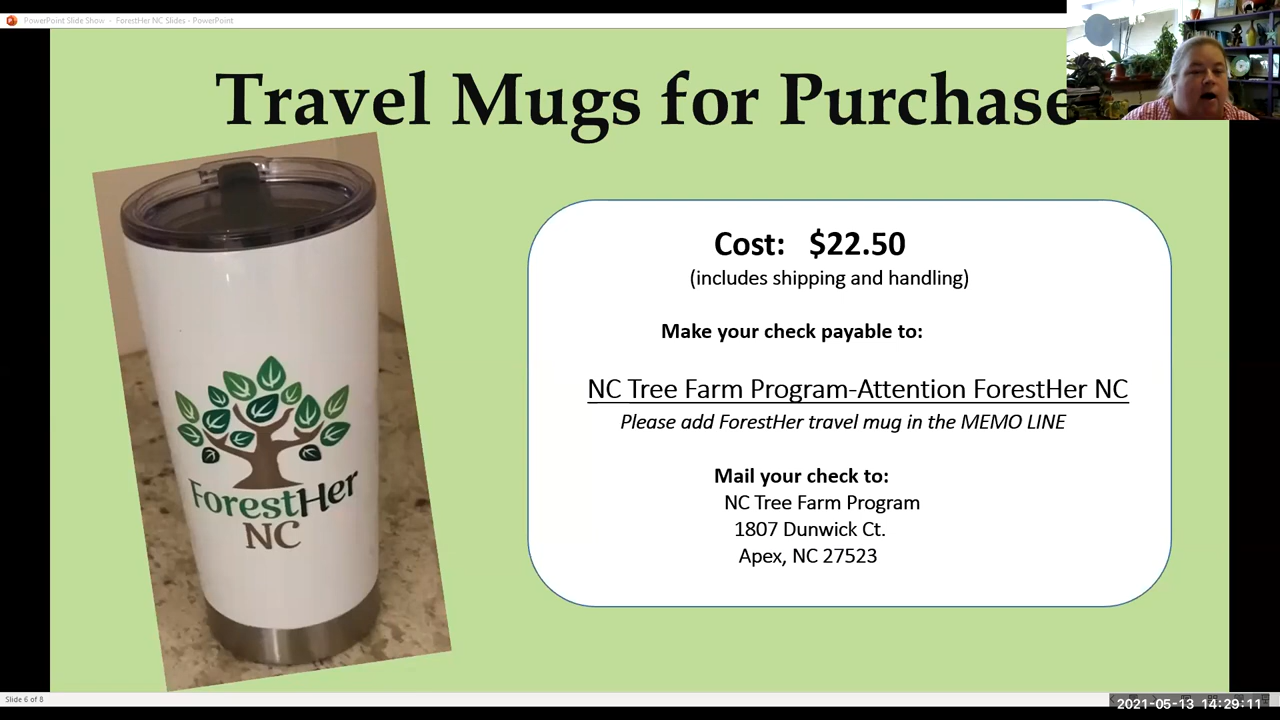 PowerPoint Slide Show - ForestHer NC Slides - PowerPoint
Travel Mugs for Purchase
ForestHer
NC
Cost: $22.50
(includes shipping and handling)
Make your check payable to:
NC Tree Farm Program-Attention ForestHer NC
Please add ForestHer travel mug in the MEMO LINE
Mail your check to:
NC Tree Farm Program
1807 Dunwick Ct.
Apex, NC 27523
Slide 6 of 8
2021-05-13 14:29:11